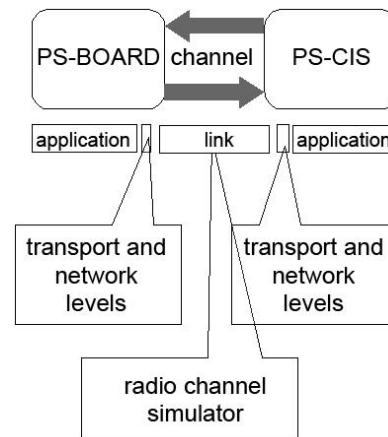 PS-BOARD channel PS-CIS
application link application
transport and
network
levels
transport and
network
levels
radio channel
simulator